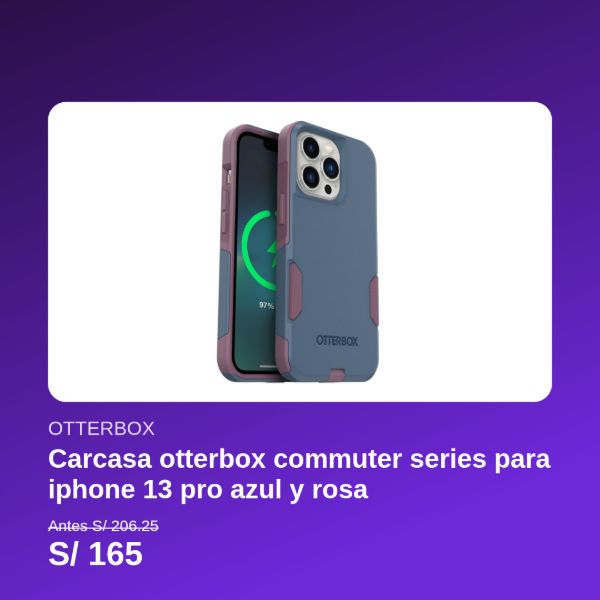 97%
OTTERBOX
OTTERBOX
Carcasa otterbox commuter series para
iphone 13 pro azul y rosa
Antes S/ 206.25
S/ 165